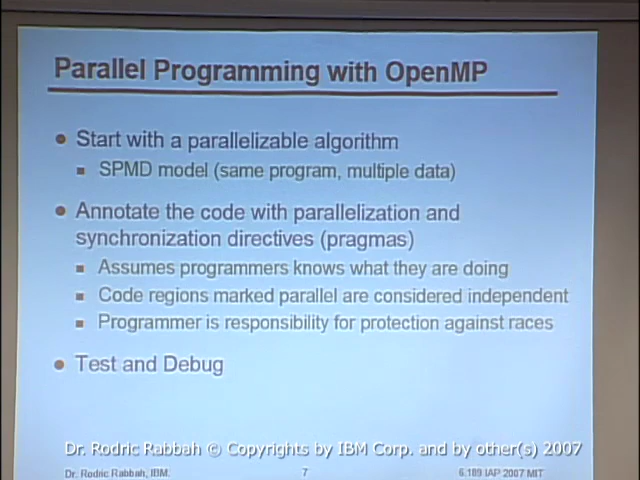 Parallel Programming with OpenMP
Start with a parallelizable algorithm
SPMD model (same program, multiple data)
Annotate the code with parallelization and
synchronization directives (pragmas)
Assumes programmers knows what they are doing
Code regions marked parallel are considered independent
Programmer is responsibility for protection against races
Test and Debug
Dr. Rodric Rabbah © Copyrights by IBM Corp. and by other(s) 2007
Dr. Rodric Rabbah, IBM. 7 6.189 IAP 2007 MIT